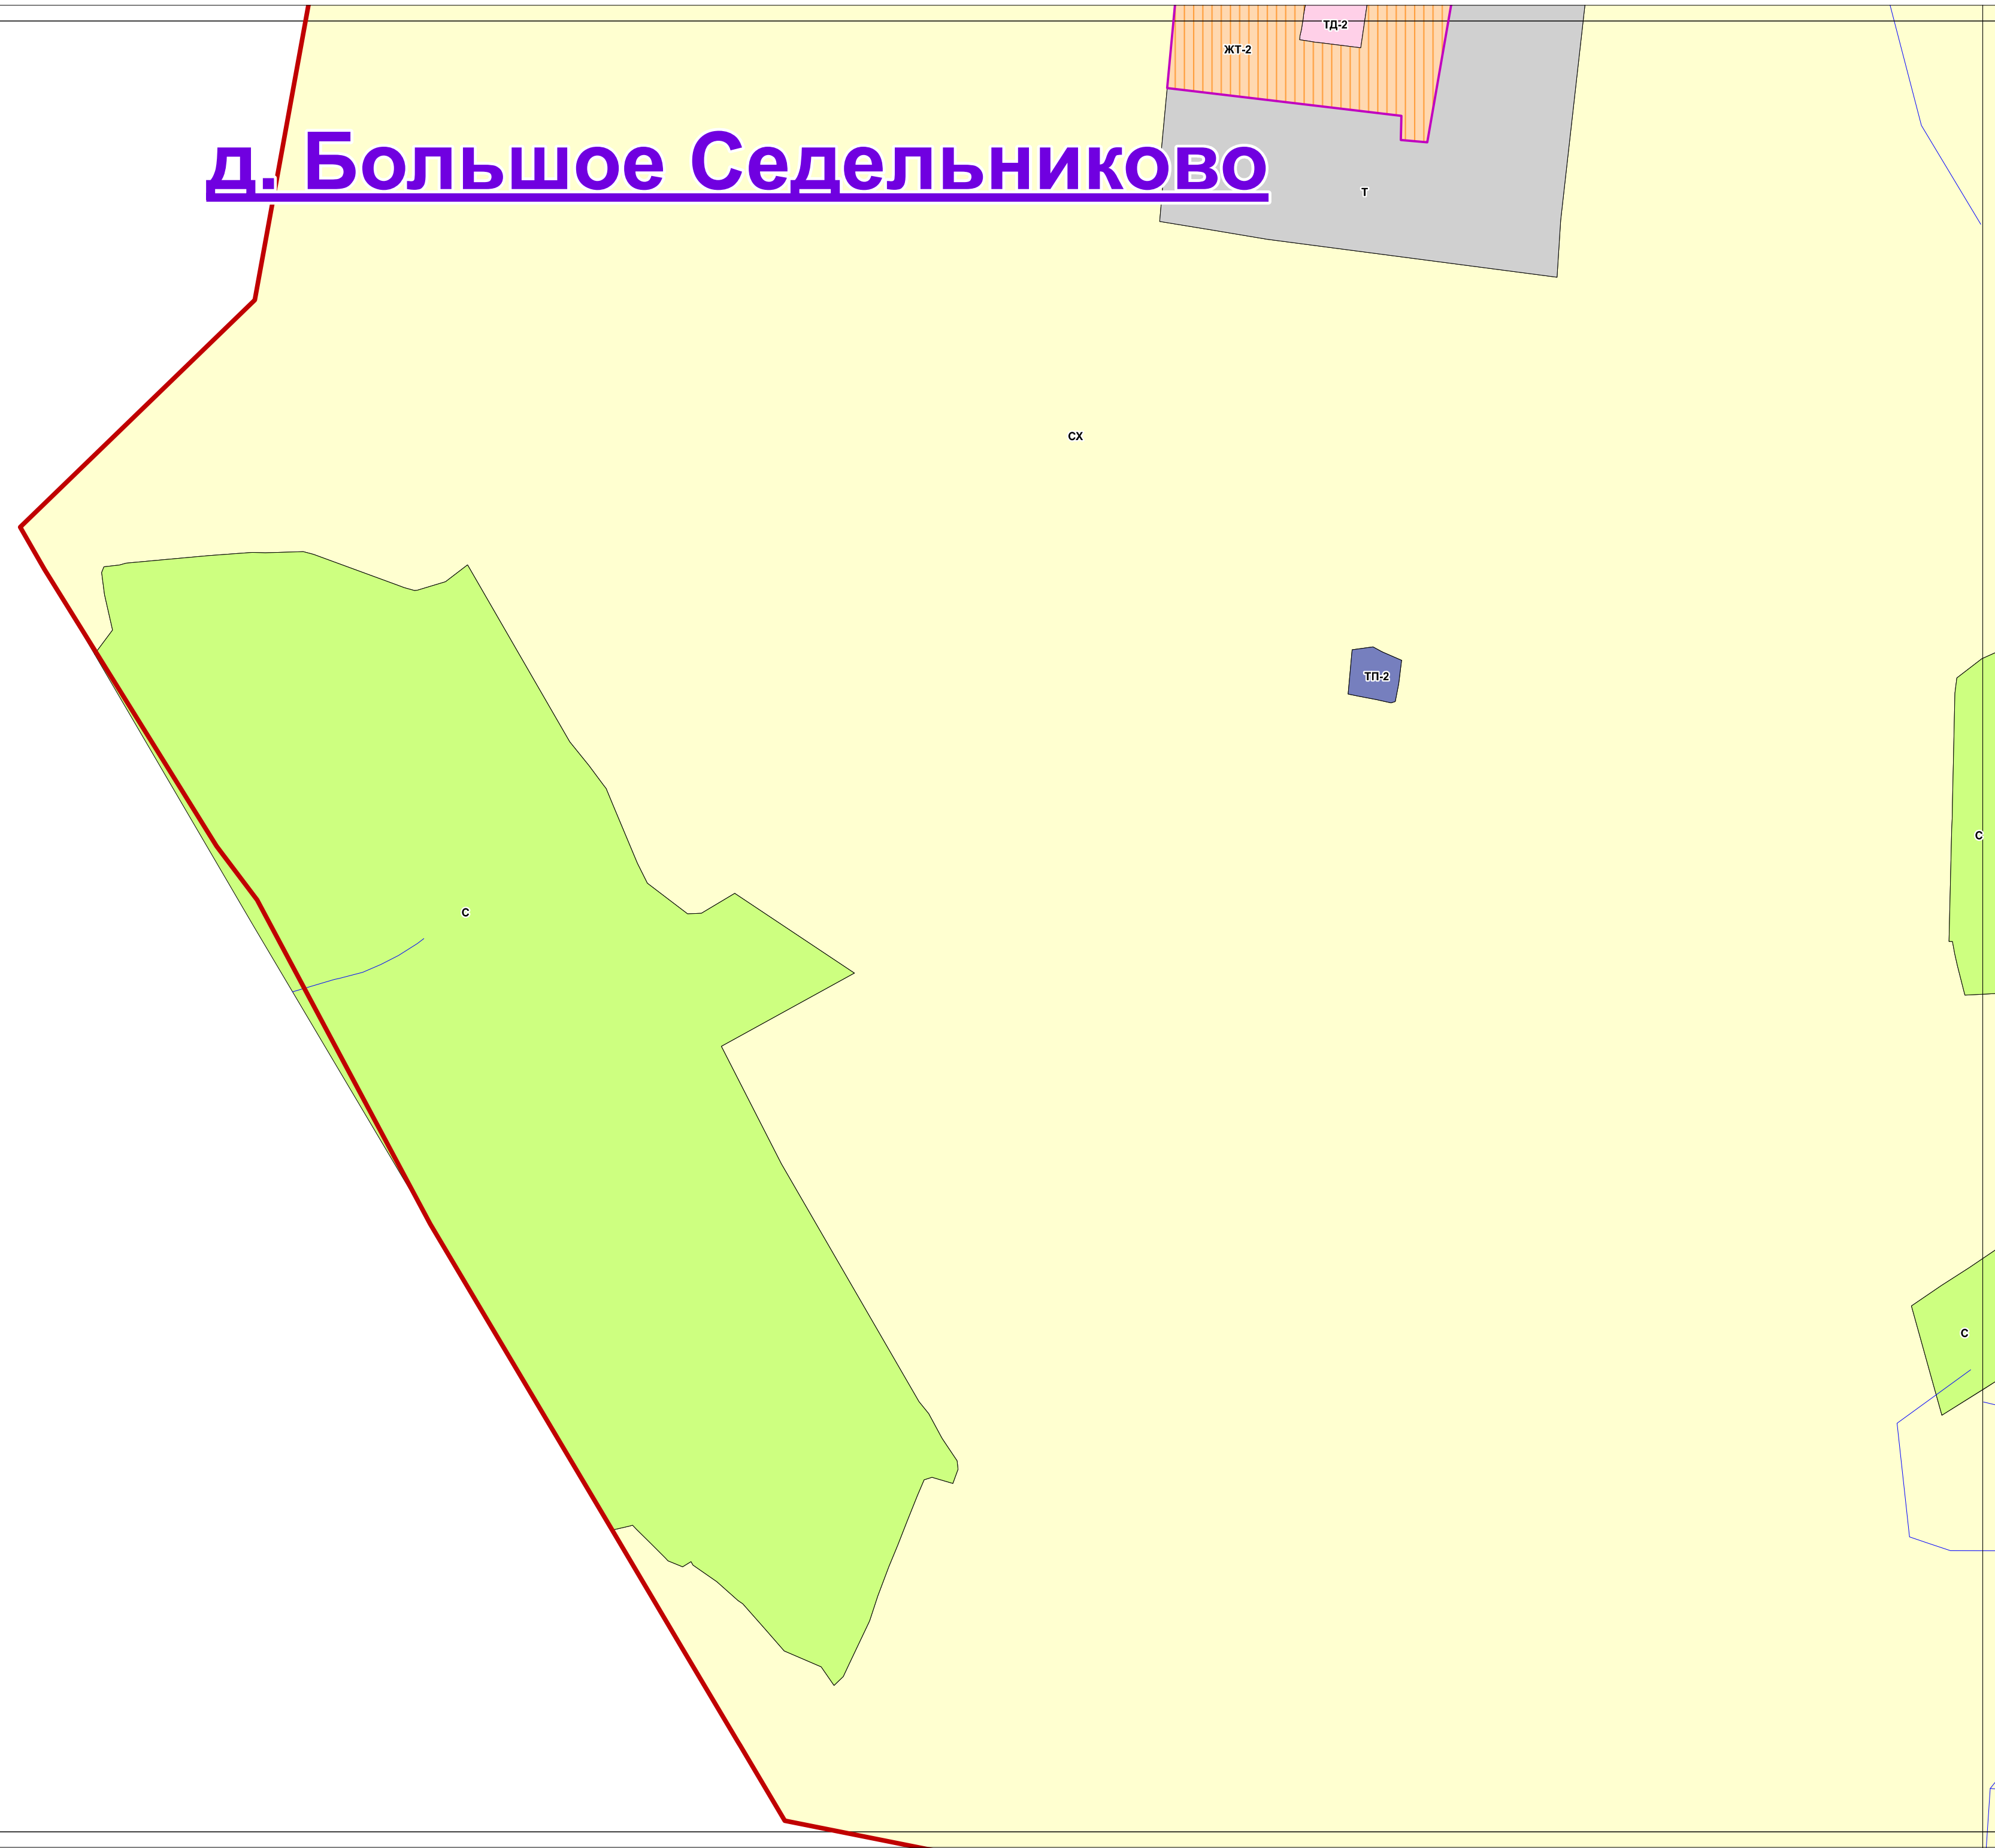 ТД-2
ЖТ-2
д. Большое Седельниково
Т
СХ
ТП-2
С
С
С